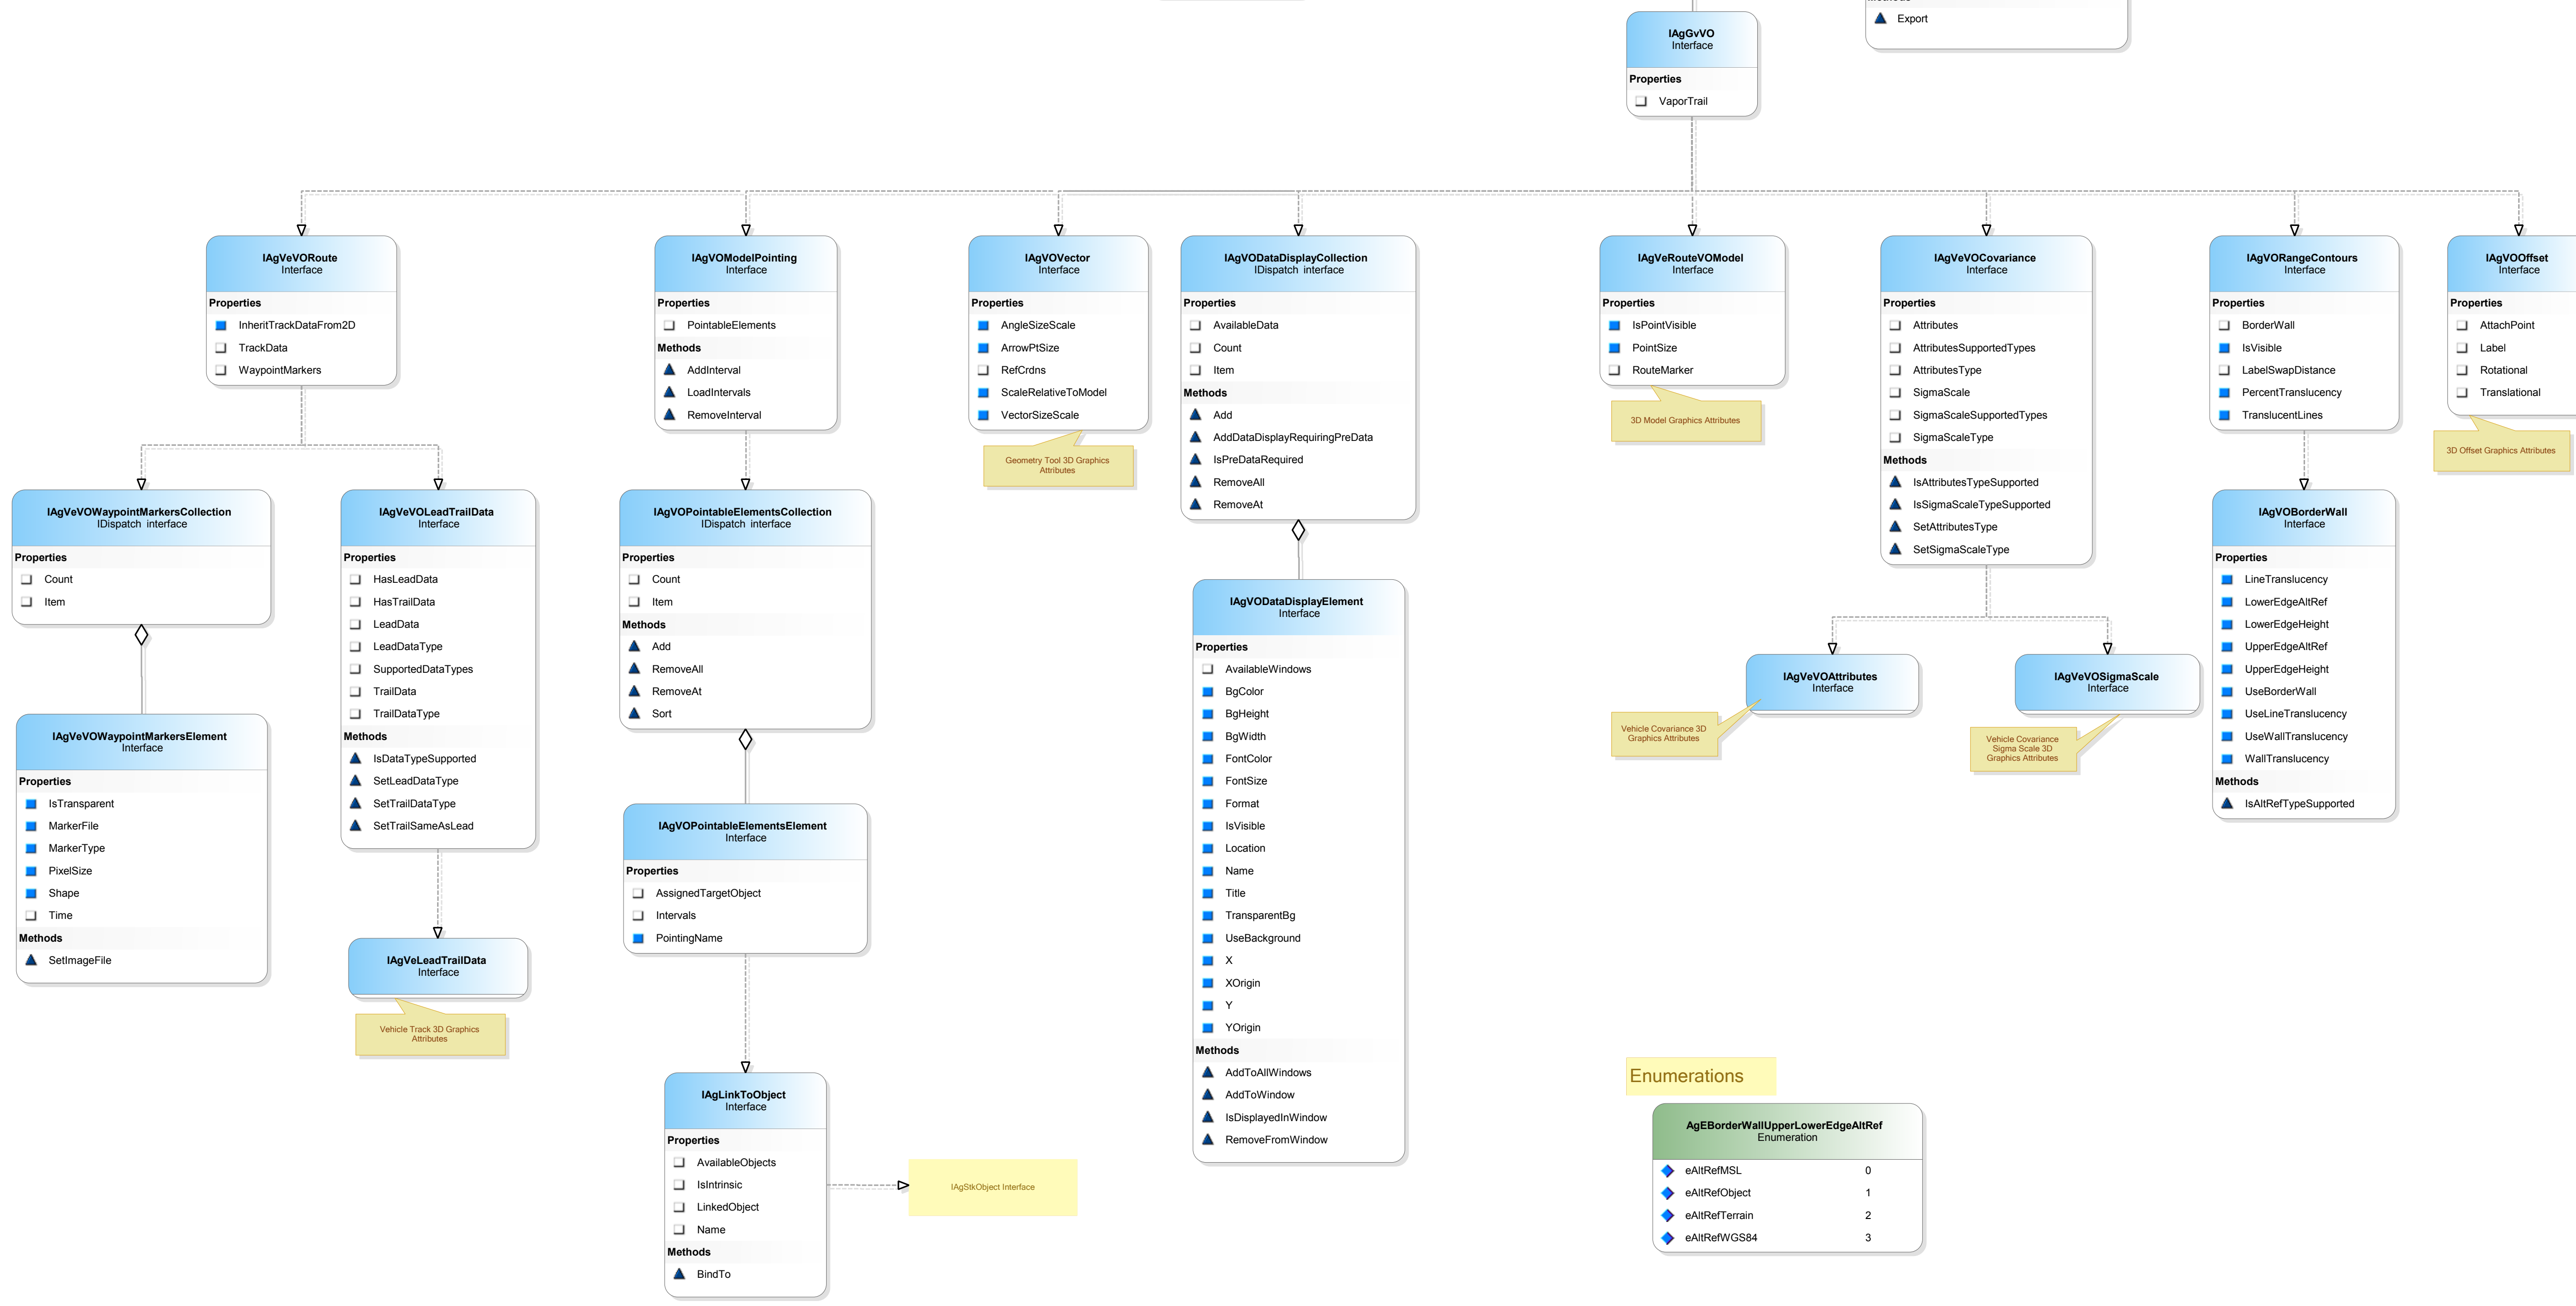 Methods
Export
IAgGvVO
Interface
Properties
VaporTrail
IAgVeVORoute
Interface
Properties
InheritTrackDataFrom2D
TrackData
WaypointMarkers
IAgVOModelPointing
Interface
Properties
PointableElements
Methods
AddInterval
LoadIntervals
RemoveInterval
IAgVOVector
Interface
Properties
AngleSizeScale
ArrowPtSize
RefCrdns
ScaleRelativeToModel
VectorSizeScale
Geometry Tool 3D Graphics
Attributes
IAgVODataDisplayCollection
IDispatch interface
Properties
AvailableData
Count
Item
Methods
Add
AddDataDisplayRequiringPreData
IsPreDataRequired
RemoveAll
RemoveAt
IAgVeRouteVOModel
Interface
Properties
IsPointVisible
PointSize
RouteMarker
3D Model Graphics Attributes
IAgVeVOCovariance
Interface
Properties
Attributes
AttributesSupportedTypes
AttributesType
SigmaScale
SigmaScaleSupportedTypes
SigmaScaleType
Methods
IsAttributesTypeSupported
IsSigmaScaleTypeSupported
SetAttributesType
SetSigmaScaleType
IAgVORangeContours
Interface
Properties
BorderWall
IsVisible
LabelSwapDistance
PercentTranslucency
TranslucentLines
IAgVOOffset
Interface
Properties
AttachPoint
Label
Rotational
Translational
3D Offset Graphics Attributes
IAgVeVOWaypointMarkersCollection
IDispatch interface
Properties
Count
Item
IAgVeVOLeadTrailData
Interface
Properties
HasLeadData
HasTrailData
LeadData
LeadDataType
SupportedDataTypes
TrailData
TrailDataType
Methods
IsDataTypeSupported
SetLeadDataType
SetTrailDataType
SetTrailSameAsLead
IAgVOPointableElementsCollection
IDispatch interface
Properties
Count
Item
Methods
Add
RemoveAll
RemoveAt
Sort
IAgVODataDisplayElement
Interface
Properties
AvailableWindows
BgColor
BgHeight
BgWidth
FontColor
FontSize
Format
IsVisible
Location
Name
Title
TransparentBg
UseBackground
X
XOrigin
Y
YOrigin
Methods
AddToAllWindows
AddToWindow
IsDisplayedInWindow
RemoveFromWindow
IAgVeVOAttributes
Interface
Vehicle Covariance 3D
Graphics Attributes
IAgVeVOSigmaScale
Interface
Vehicle Covariance
Sigma Scale 3D
Graphics Attributes
IAgVOBorderWall
Interface
Properties
LineTranslucency
LowerEdgeAltRef
LowerEdgeHeight
UpperEdgeAltRef
UpperEdgeHeight
UseBorderWall
UseLineTranslucency
UseWallTranslucency
WallTranslucency
Methods
IsAltRefTypeSupported
IAgVeVOWaypointMarkersElement
Interface
Properties
IsTransparent
MarkerFile
MarkerType
PixelSize
Shape
Time
Methods
SetImageFile
IAgVeLeadTrailData
Interface
Vehicle Track 3D Graphics
Attributes
IAgVOPointableElementsElement
Interface
Properties
AssignedTargetObject
Intervals
PointingName
IAgLinkToObject
Interface
Properties
AvailableObjects
IsIntrinsic
LinkedObject
Name
Methods
BindTo
IAgStkObject Interface
Enumerations
AgEBorderWallUpperLowerEdgeAltRef
Enumeration
eAltRefMSL 0
eAltRefObject 1
eAltRefTerrain 2
eAltRefWGS84 3